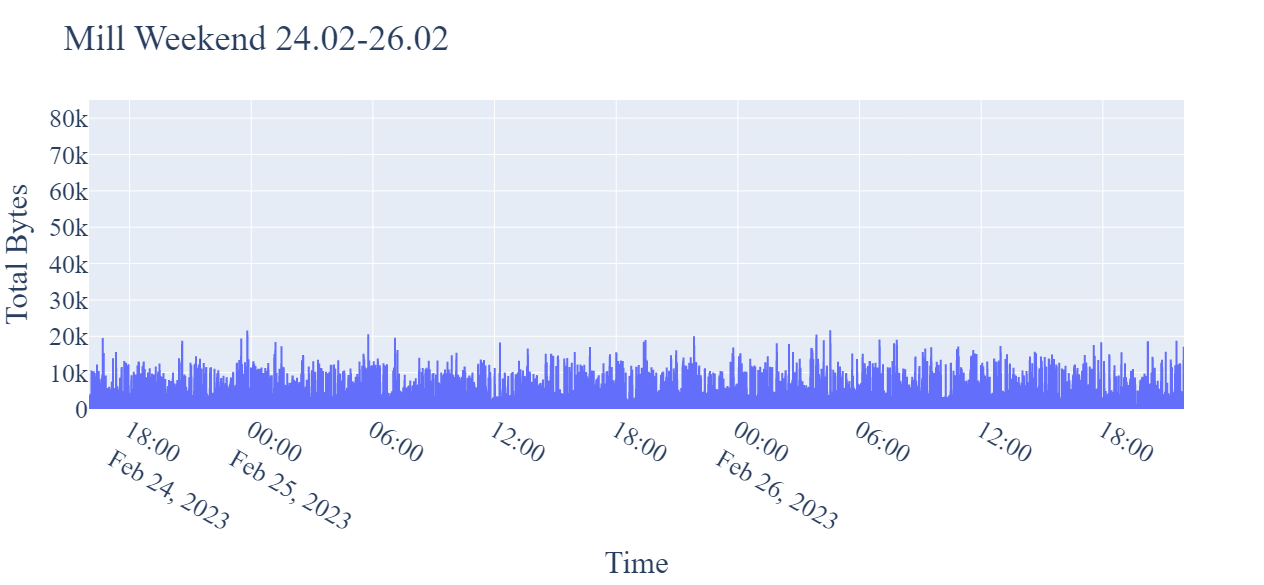 Mill Weekend 24.02-26.02
Total Bytes
80k
70k
60k
50k
40k
30k
20k
10k
0
18:00
Feb 24, 2023
00:00
Feb 25, 2023
06:00
12:00
18:00
00:00
Feb 26, 2023
06:00
12:00
18:00
Time